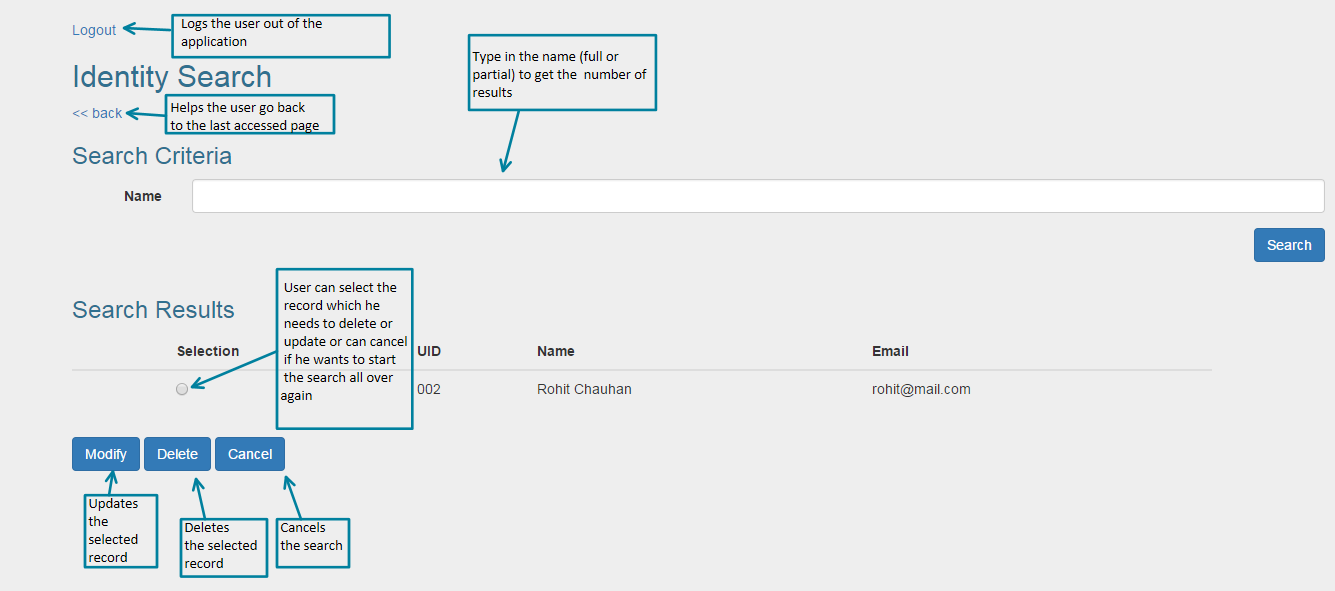 Logout
Logs the user out of the
application
Type in the name (full or
partial) to get the number of
results
Identity Search
<< back
Helps the user go back
to the last accessed page
Search Criteria
Name
Search
User can select the
record which he
needs to delete or
update or can cancel
if he wants to start
the search all over
again
Search Results
Selection UID Name Email
002 Rohit Chauhan rohit@mail.com
Modify Delete Cancel
Updates
the
selected
record
Deletes
the selected
record
Cancels
the search